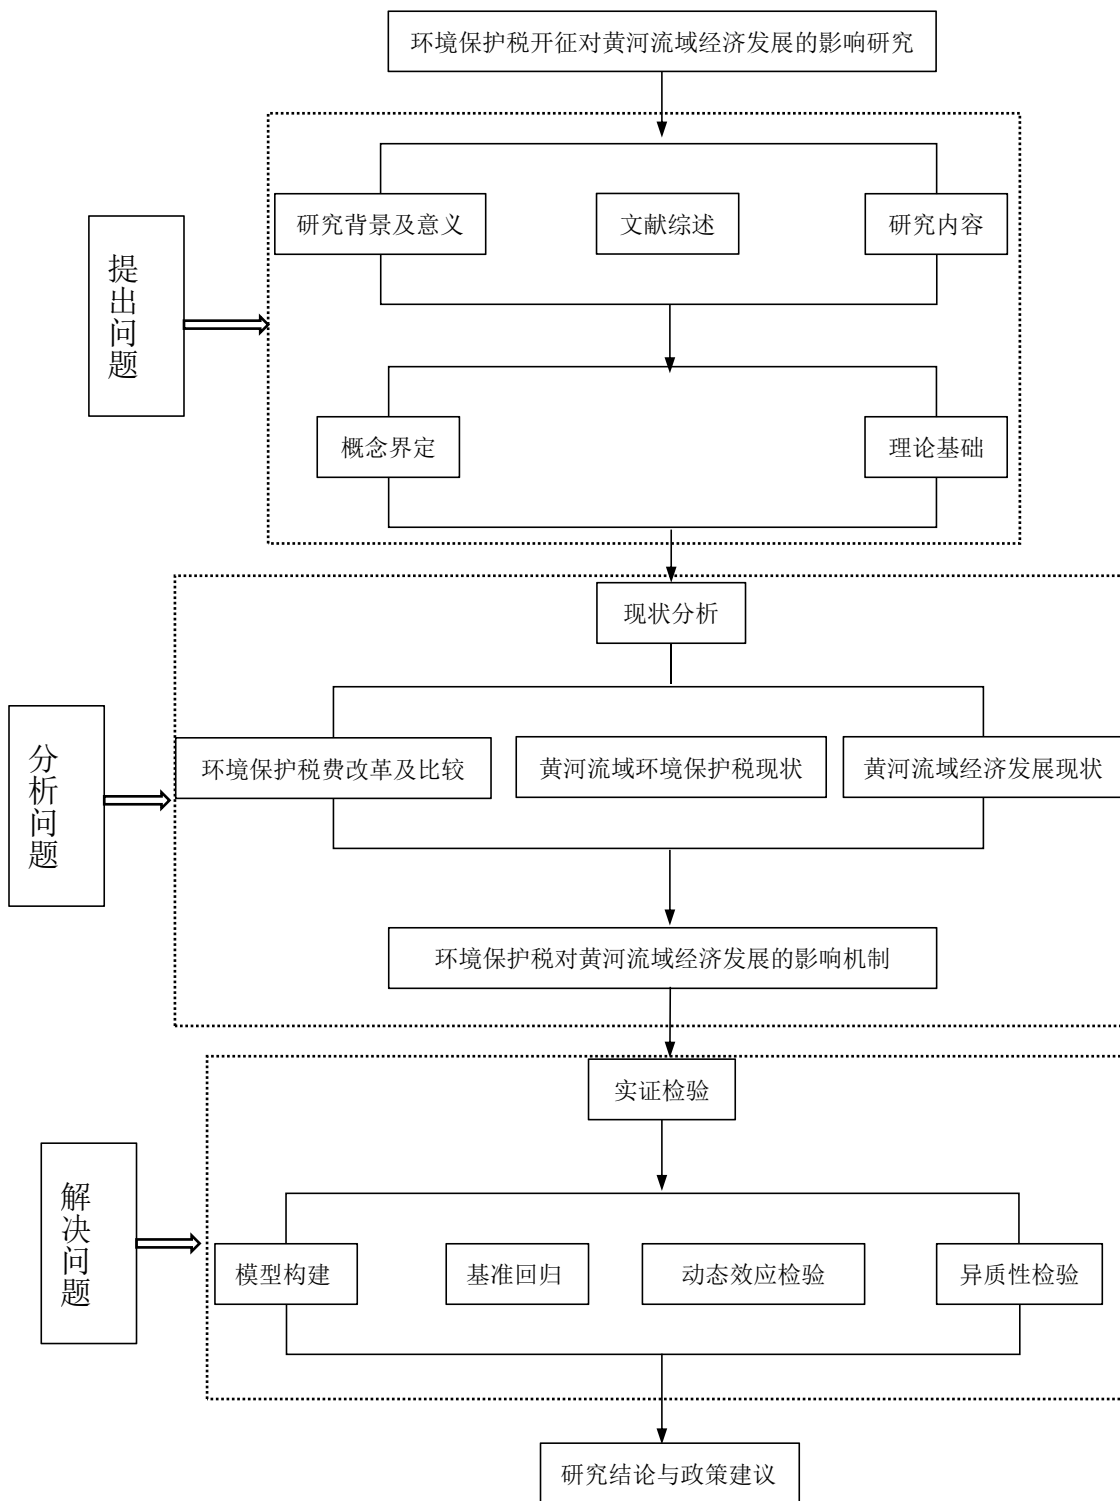 环境保护税开征对黄河流域经济发展的影响研究
提出问题
研究背景及意义
文献综述
研究内容
概念界定
理论基础
分析问题
现状分析
环境保护税费改革及比较
黄河流域环境保护税现状
黄河流域经济发展现状
环境保护税对黄河流域经济发展的影响机制
解决问题
实证检验
模型构建
基准回归
动态效应检验
异质性检验
研究结论与政策建议